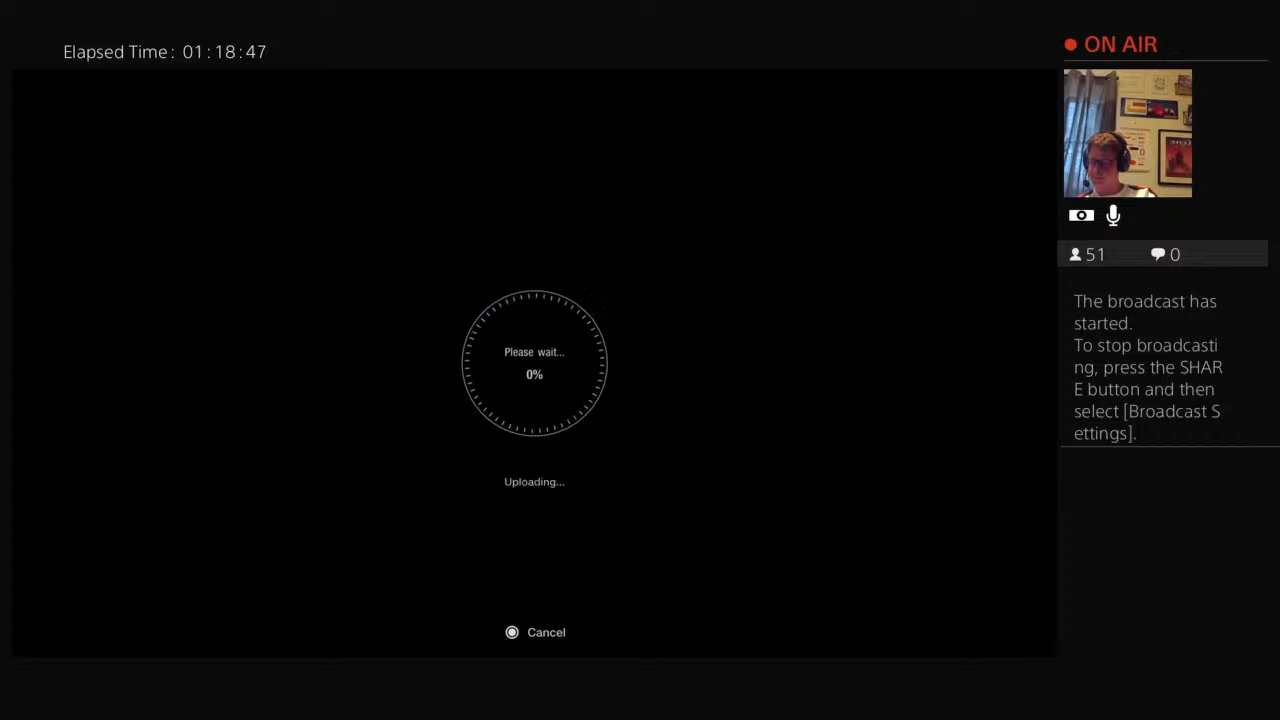 Elapsed Time: 01:18:47
ON AIR
51
0
The broadcast has
started.
To stop broadcasti
ng, press the SHAR
E button and then
select [Broadcast S
ettings].
Please wait...
0%
Uploading...
Cancel